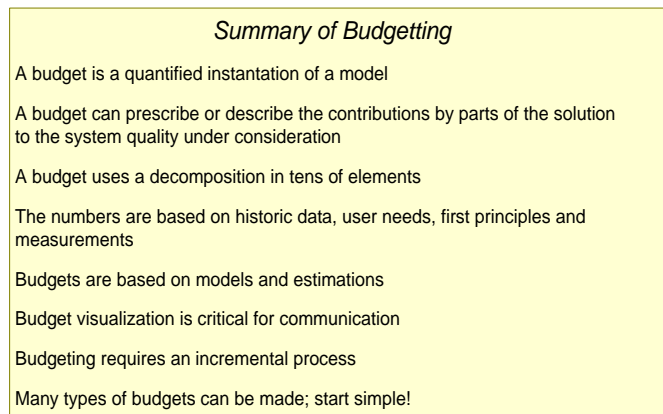 Summary of Budgetting
A budget is a quantified instantation of a model
A budget can prescribe or describe the contributions by parts of the solution
to the system quality under consideration
A budget uses a decomposition in tens of elements
The numbers are based on historic data, user needs, first principles and
measurements
Budgets are based on models and estimations
Budget visualization is critical for communication
Budgeting requires an incremental process
Many types of budgets can be made; start simple!